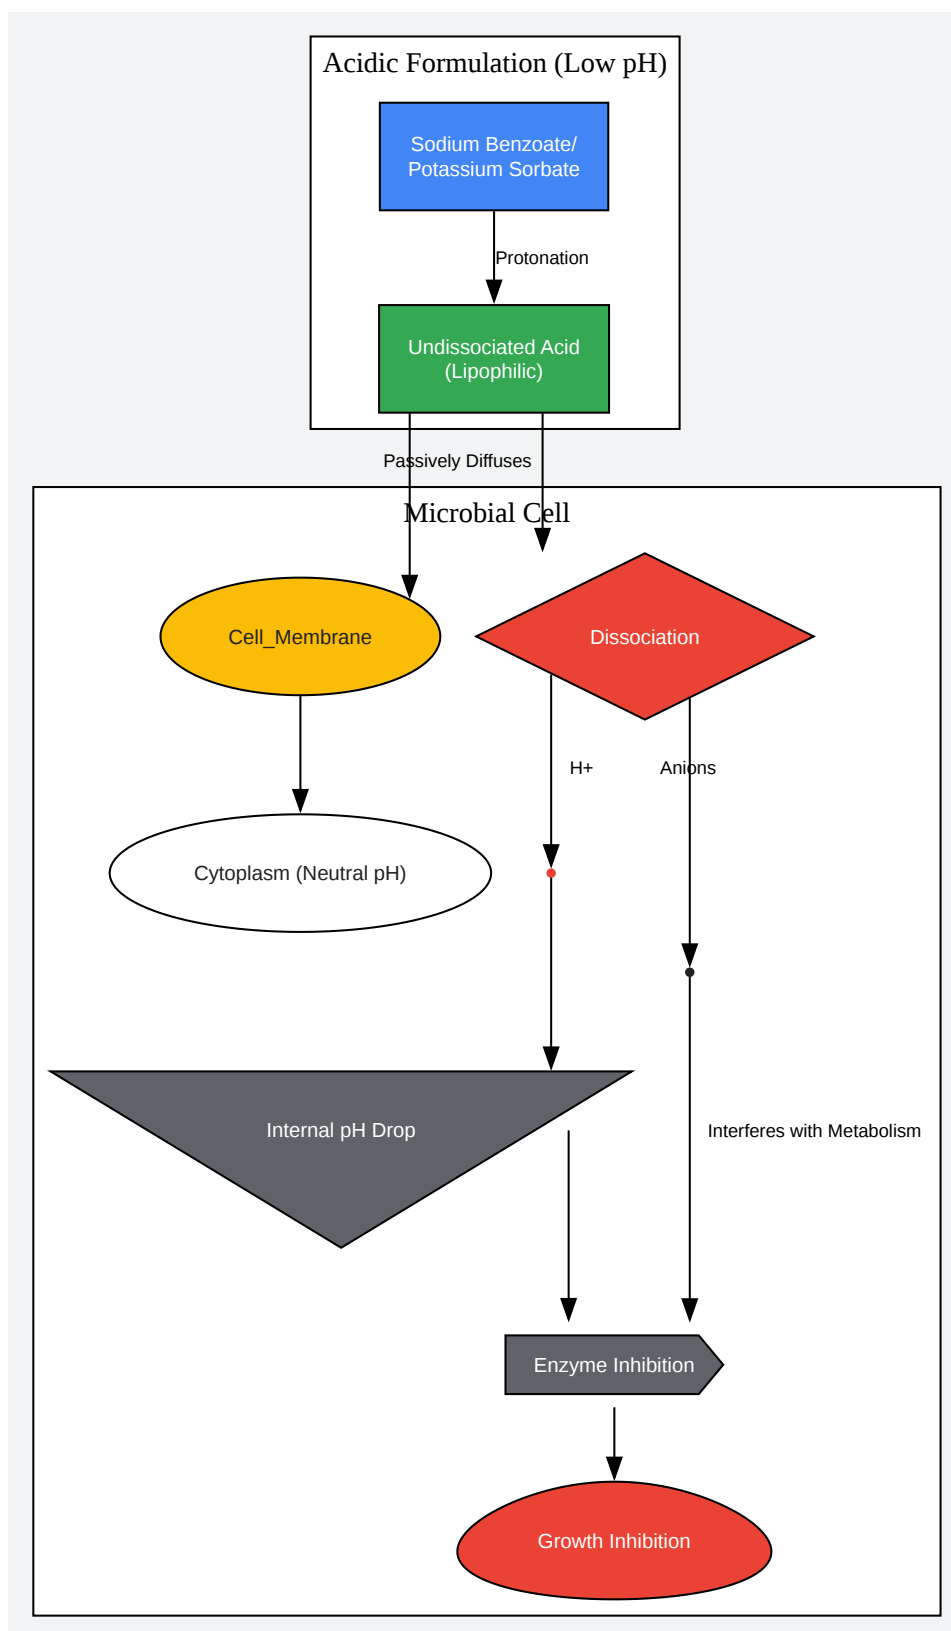 Acidic Formulation (Low pH)
Sodium Benzoate/
Potassium Sorbate
Protonation
Undissociated Acid
(Lipophilic)
Passively Diffuses
Microbial Cell
Cell_Membrane
Dissociation
H+
Anions
Cytoplasm (Neutral pH)
Internal pH Drop
Interferes with Metabolism
Enzyme Inhibition
Growth Inhibition